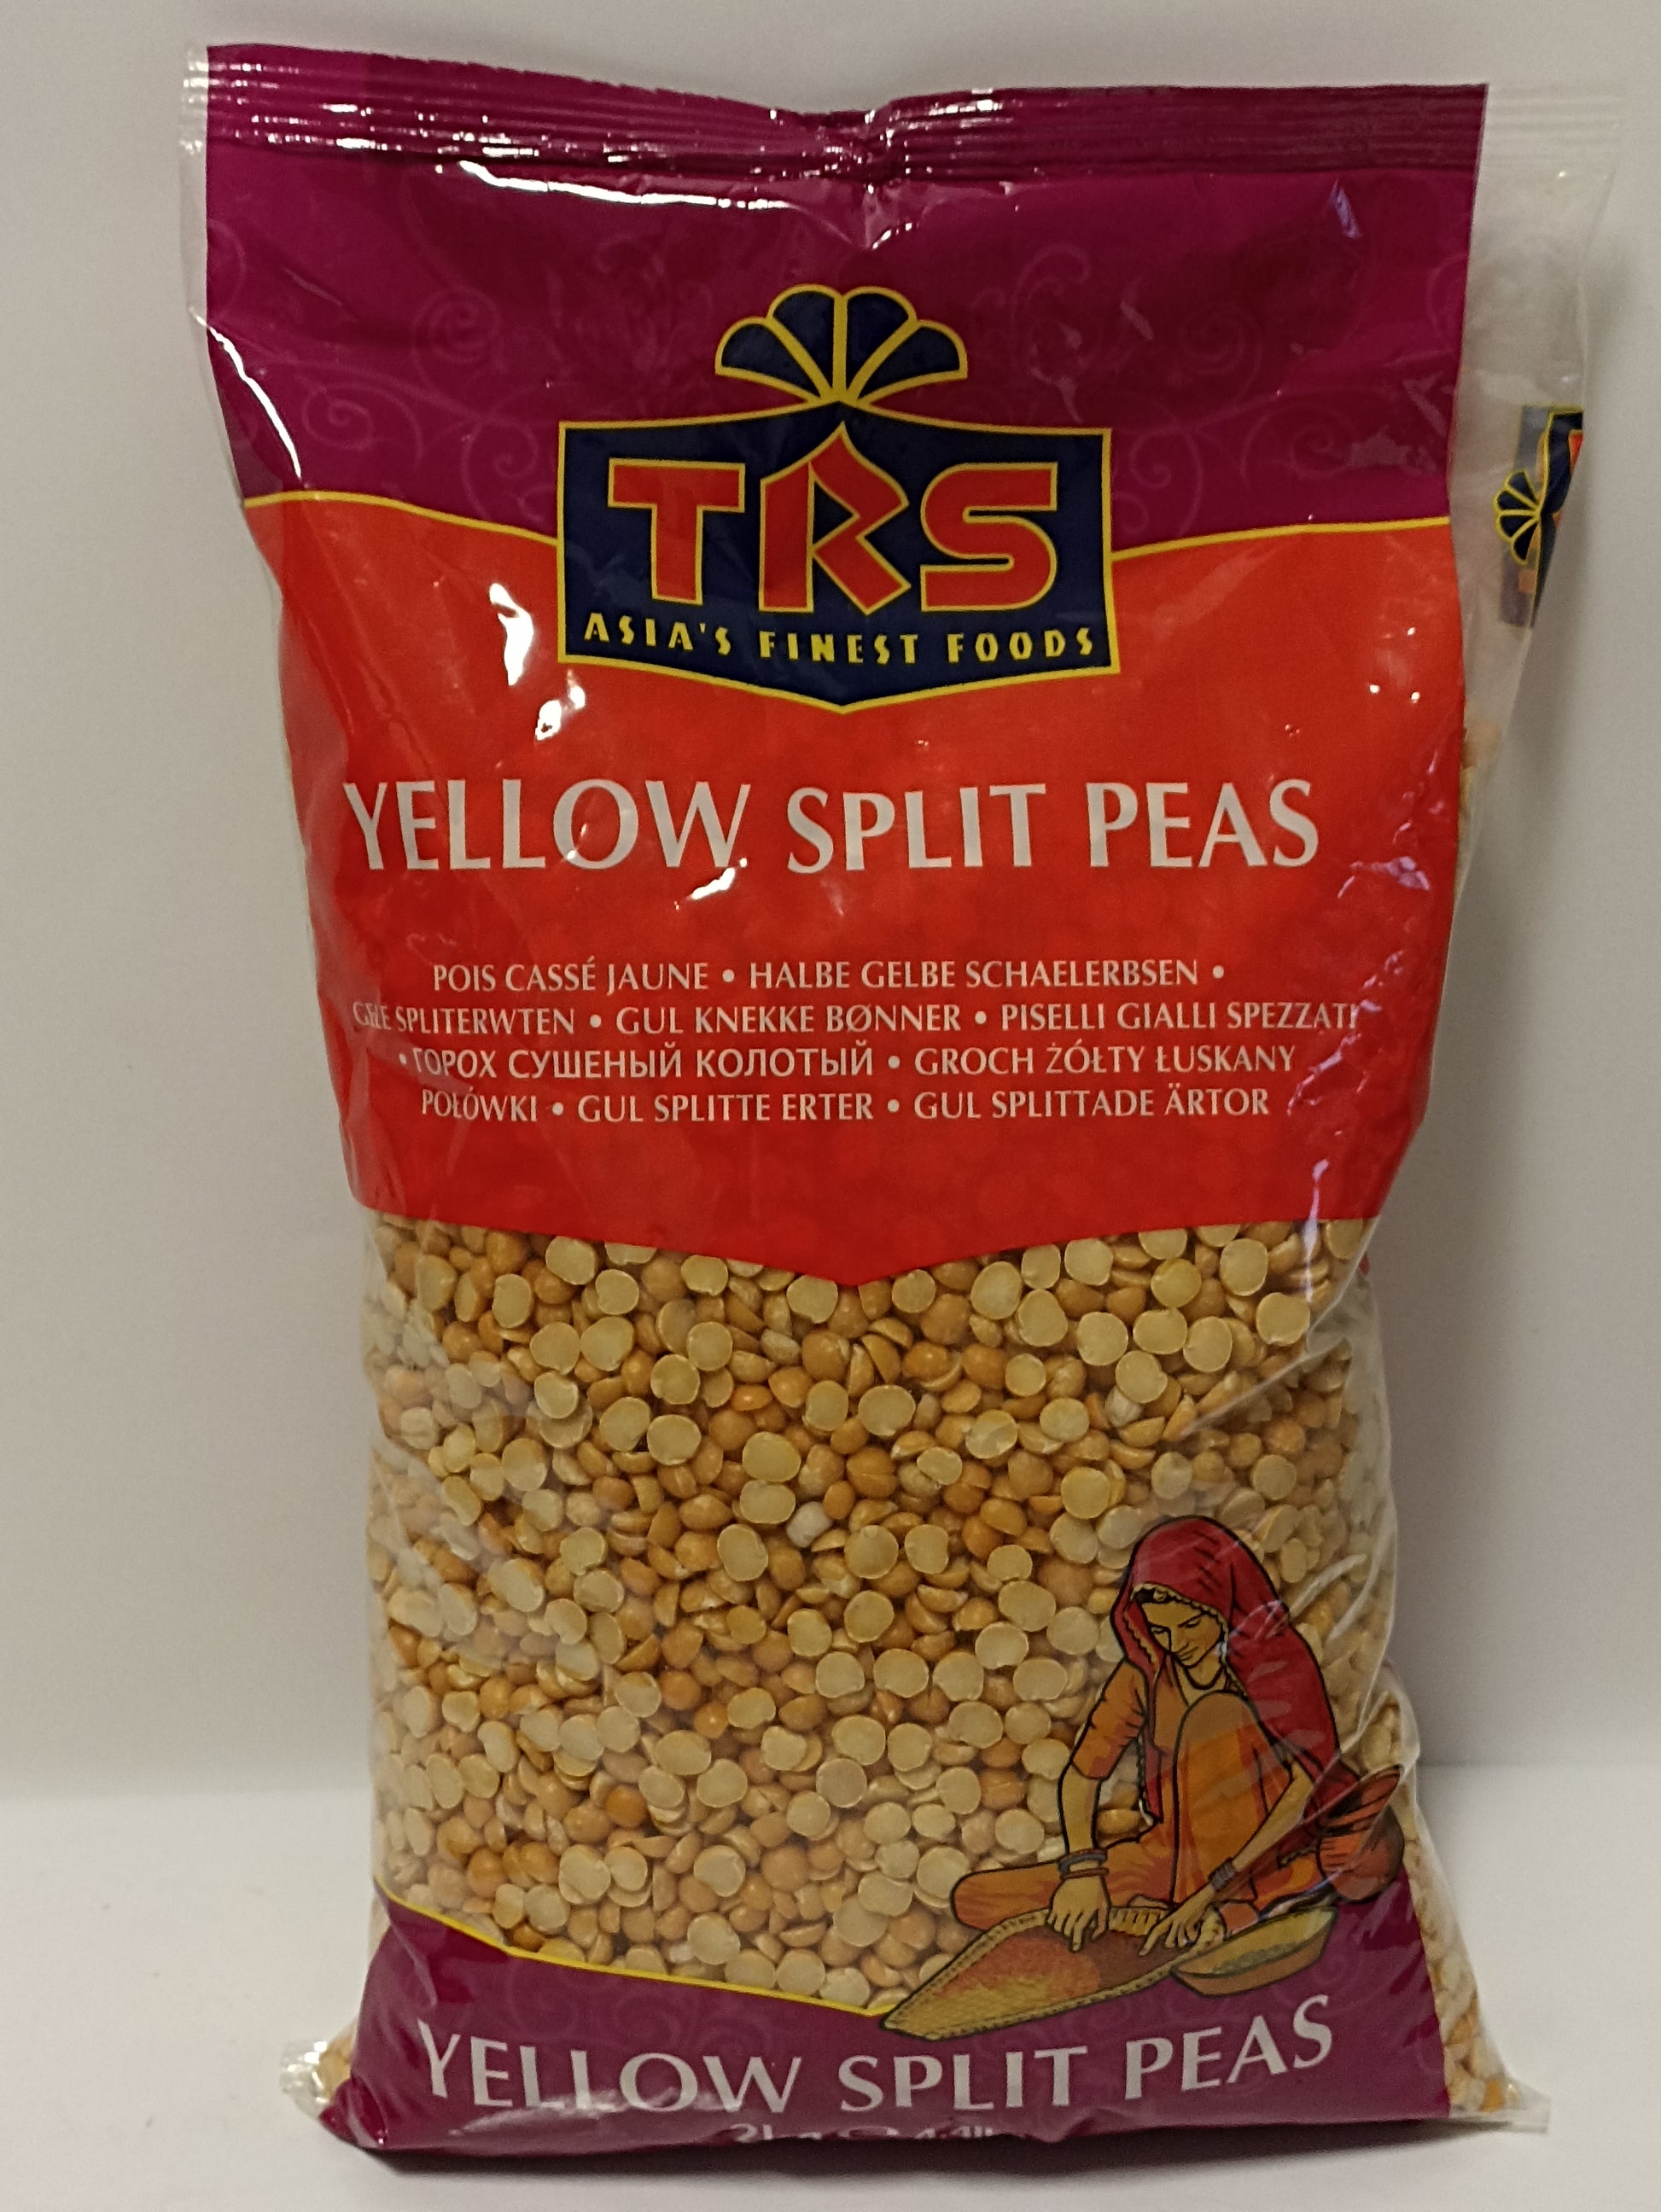 TRS
ASIA'S FINEST FOODS
YELLOW SPLIT PEAS
POIS CASSÉ JAUNE • HALBE GELBE SCHAELERBSEN •
SPLITERWTEN • GUL KNEKKE BØNNER • PISELLI GIALLI SPEZZATI
• ГОРОХ СУШЕНЫЙ КОЛОТЫЙ • GROCH ŻÓŁTY ŁUSKANY
POŁÓWKI • GUL SPLITTE ERTER • GUL SPLITTADE ÄRTOR
YELLOW SPLIT PEAS